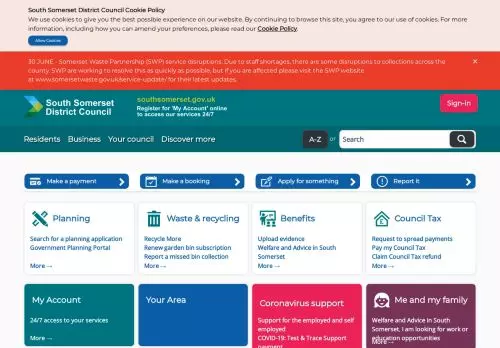 South Somerset District Council Cookie Policy
We use cookies to give you the best possible experience on our website. By continuing to browse this site, you agree to our use of cookies. For
more information, including how you can amend your preferences, please read our Cookie Policy.
Allow Cookies
30 JUNE - Somerset Waste Partnership (SWP) service disruptions. Due to staff shortages, there are some disruptions to collections across the
county. SWP are working to resolve this as quickly as possible, but if you are affected please visit the SWP website
at www.somersetwaste.gov.uk/service-update/ for their latest updates.
South Somerset
District Council
southsomerset.gov.uk
Register for 'My Account' online
to access our services 24/7
Sign-in
Residents Business Your council Discover more
A-Z or Search
Make a payment
Make a booking
Apply for something
Report it
Planning
Search for a planning application
Government Planning Portal
More →
Waste & recycling
Recycle More
Renew garden bin subscription
Report a missed bin collection
More →
Benefits
Upload evidence
Welfare and Advice in South
Somerset
More →
Council Tax
Request to spread payments
Pay my Council Tax
Claim Council Tax refund
More →
My Account
24/7 access to your services
More →
Your Area
Coronavirus support
Support for the employed and self
employed
COVID-19: Test & Trace Support
payment
Me and my family
Welfare and Advice in South
Somerset, I am looking for work or
education opportunities
More →